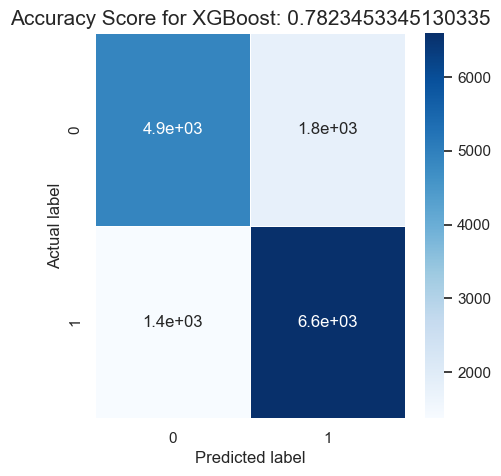 Accuracy Score for XGBoost: 0.7823453345130335
Actual label
0
4.9e+03
1.8e+03
1
1.4e+03
6.6e+03
0
1
Predicted label
6000
5000
4000
3000
2000